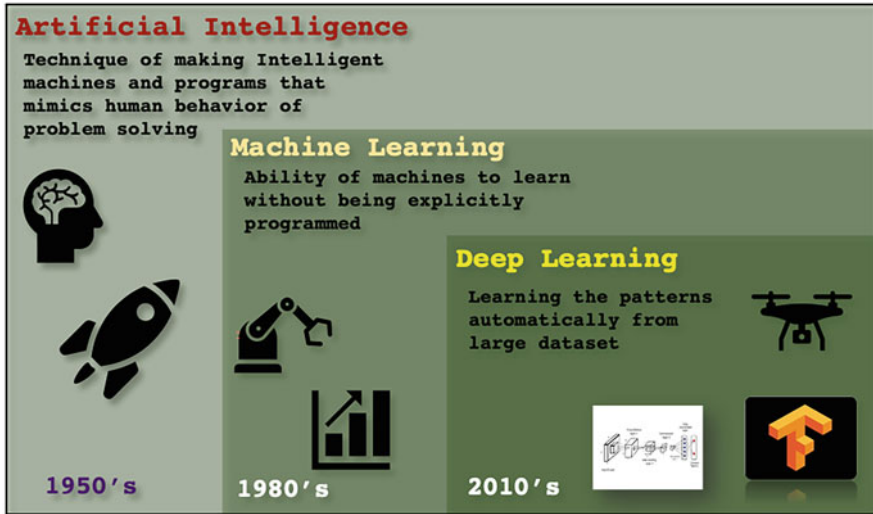 Artificial Intelligence
Technique of making Intelligent
machines and programs that
mimics human behavior of
problem solving
Machine Learning
Ability of machines to learn
without being explicitly
programmed
Deep Learning
Learning the patterns
automatically from
large dataset
1950's
1980's
2010's